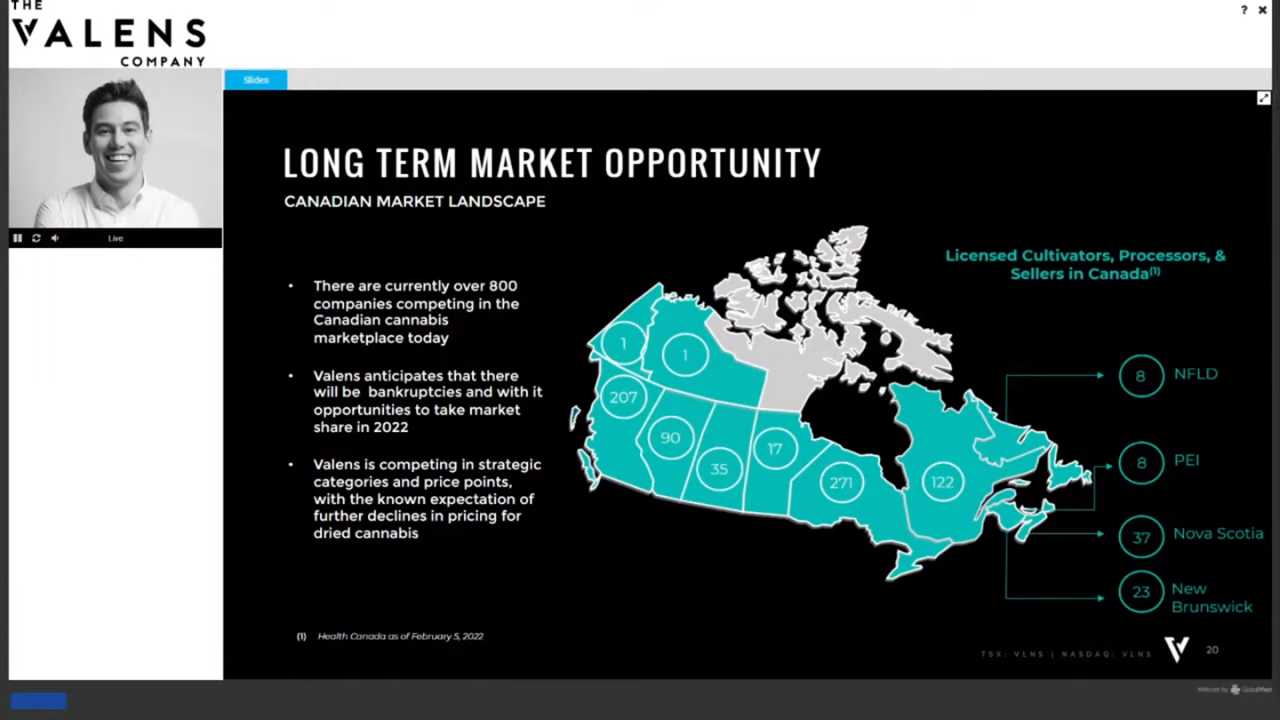 THE
VALENS
COMPANY
? ✖
Slides
Live
LONG TERM MARKET OPPORTUNITY
CANADIAN MARKET LANDSCAPE
• There are currently over 800
companies competing in the
Canadian cannabis
marketplace today
• Valens anticipates that there
will be bankruptcies and with it
opportunities to take market
share in 2022
• Valens is competing in strategic
categories and price points,
with the known expectation of
further declines in pricing for
dried cannabis
Licensed Cultivators, Processors, &
Sellers in Canada(1)
1
1
207
90
35
17
271
122
8 NFLD
8 PEI
37 Nova Scotia
23 New
Brunswick
(1) Health Canada as of February 5, 2022
TSX: VLNS | NASDAQ: VLNS
20
Webcast by GlobalMeet